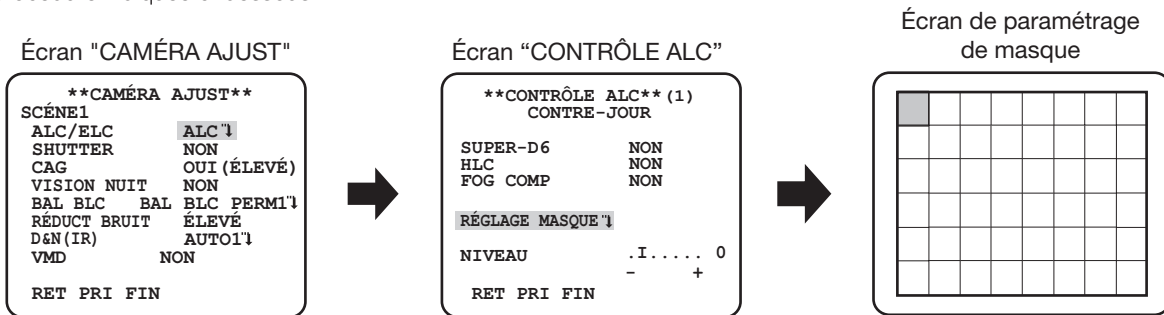 Écran "CAMÉRA AJUST"
**CAMÉRA AJUST**
SCÉNE1
ALC/ELC ALC
SHUTTER NON
CAG OUI(ÉLEVÉ)
VISION NUIT NON
BAL BLC BAL BLC PERM1
RÉDUCT BRUIT ÉLEVÉ
D&N(IR) AUTO1
VMD NON
RET PRI FIN
Écran “CONTRÔLE ALC”
**CONTRÔLE ALC**(1)
CONTRE-JOUR
SUPER-D6 NON
HLC NON
FOG COMP NON
RÉGLAGE MASQUE
NIVEAU .I..... 0
- +
RET PRI FIN
Écran de paramétrage
de masque